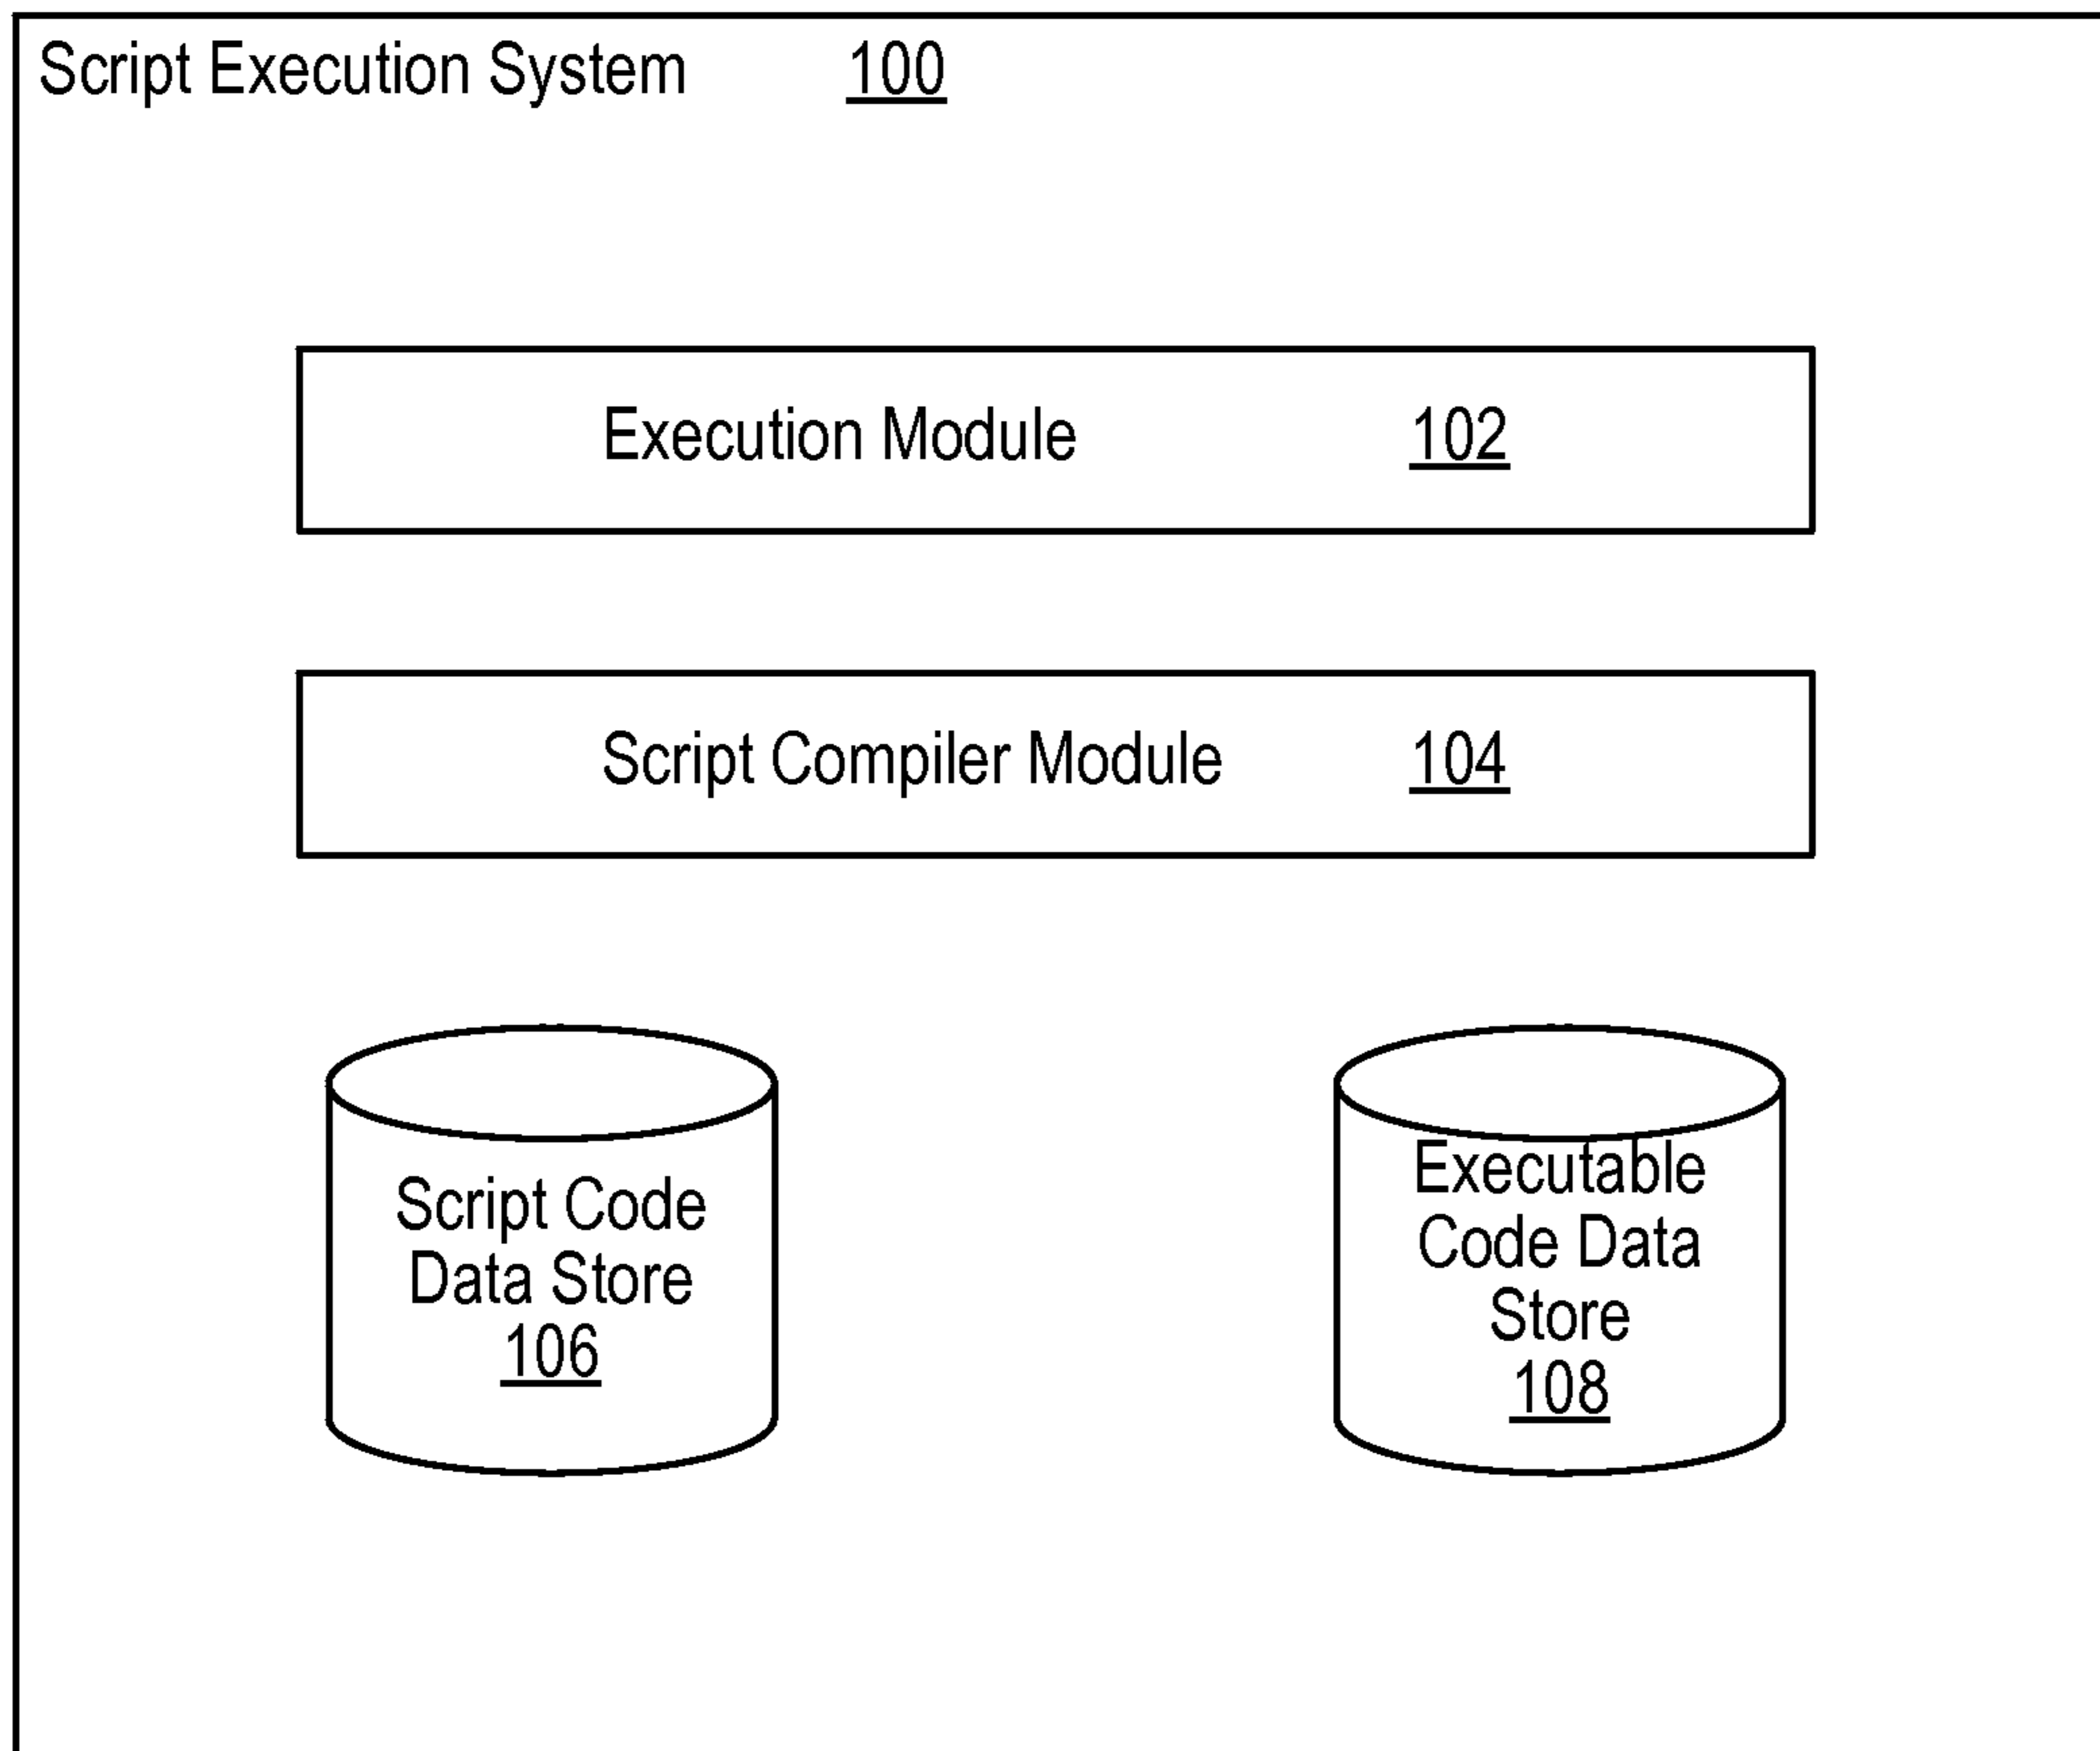 Script Execution System 100
Execution Module 102
Script Compiler Module 104
Script Code
Data Store
106
Executable
Code Data
Store
108